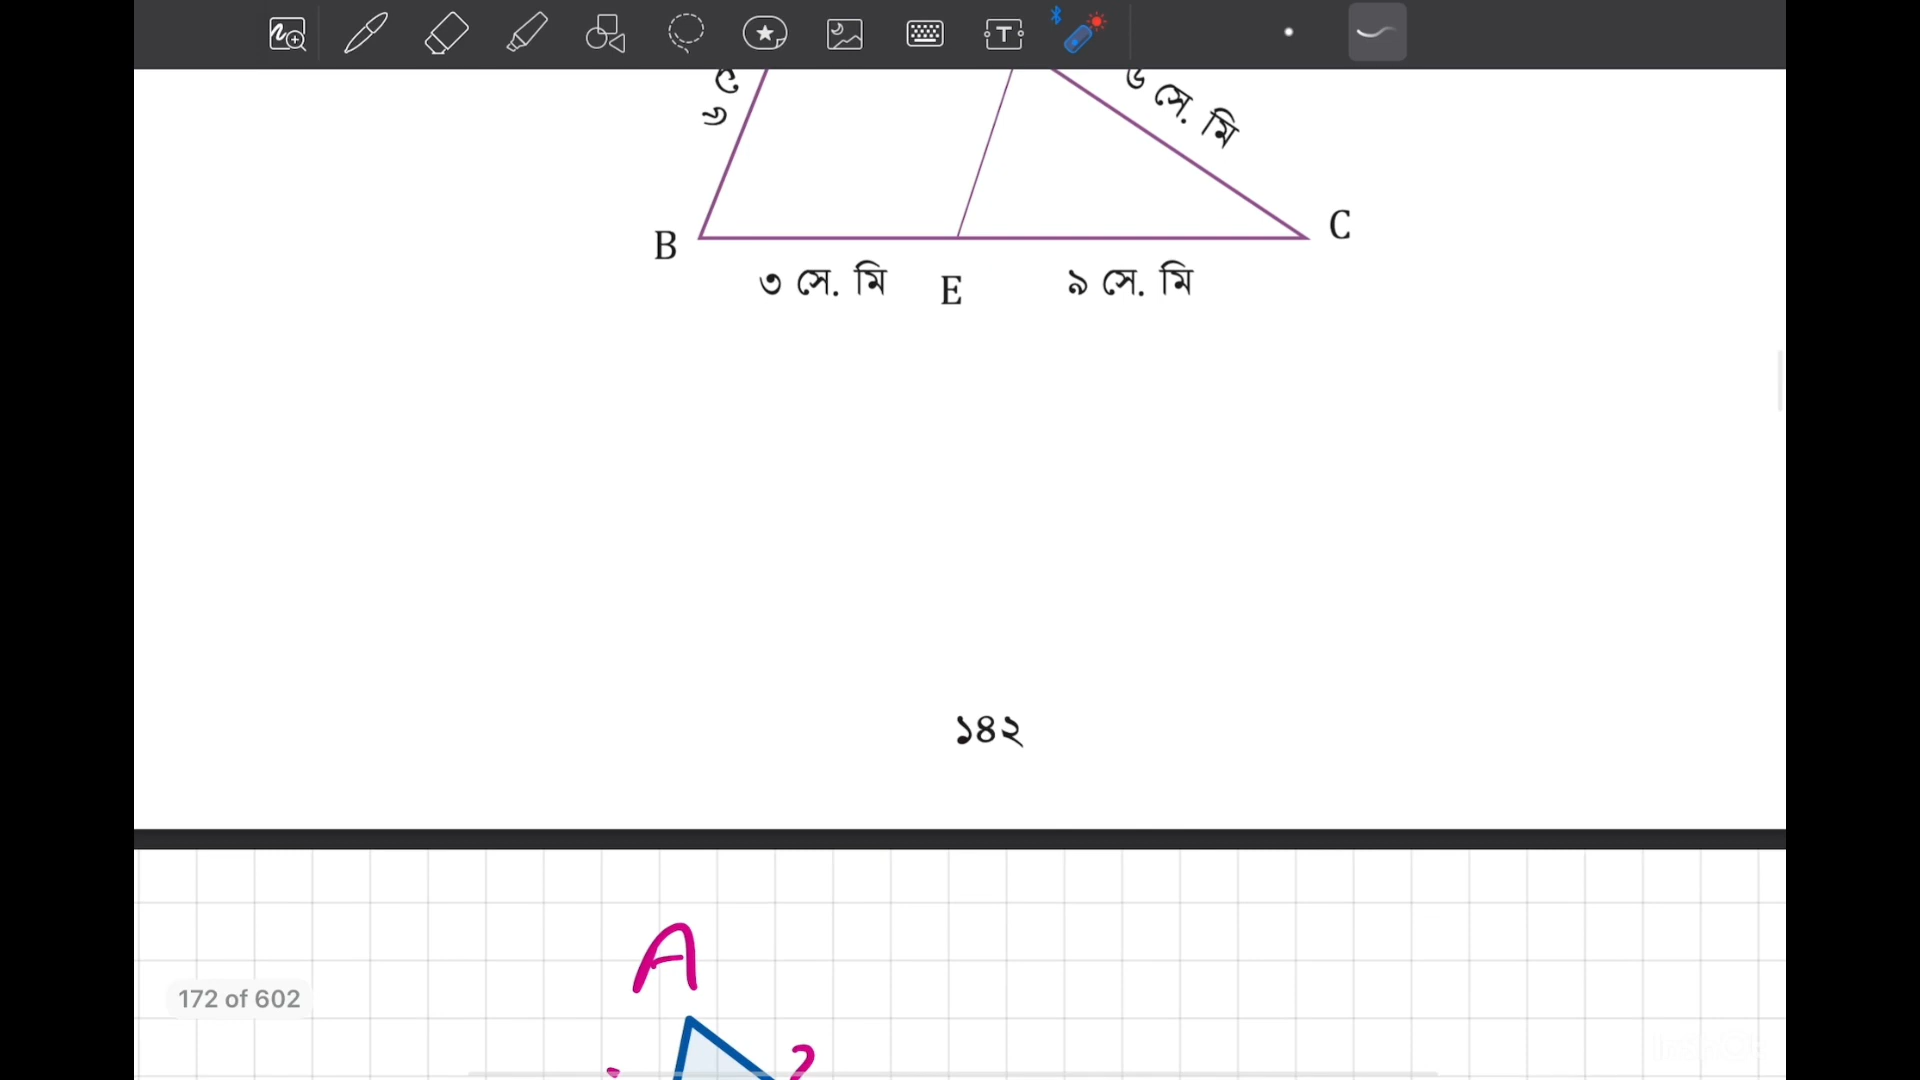 ৬ সে. মি
B
C
৩ সে. মি
E
৯ সে. মি
১৪২
A
172 of 602
?